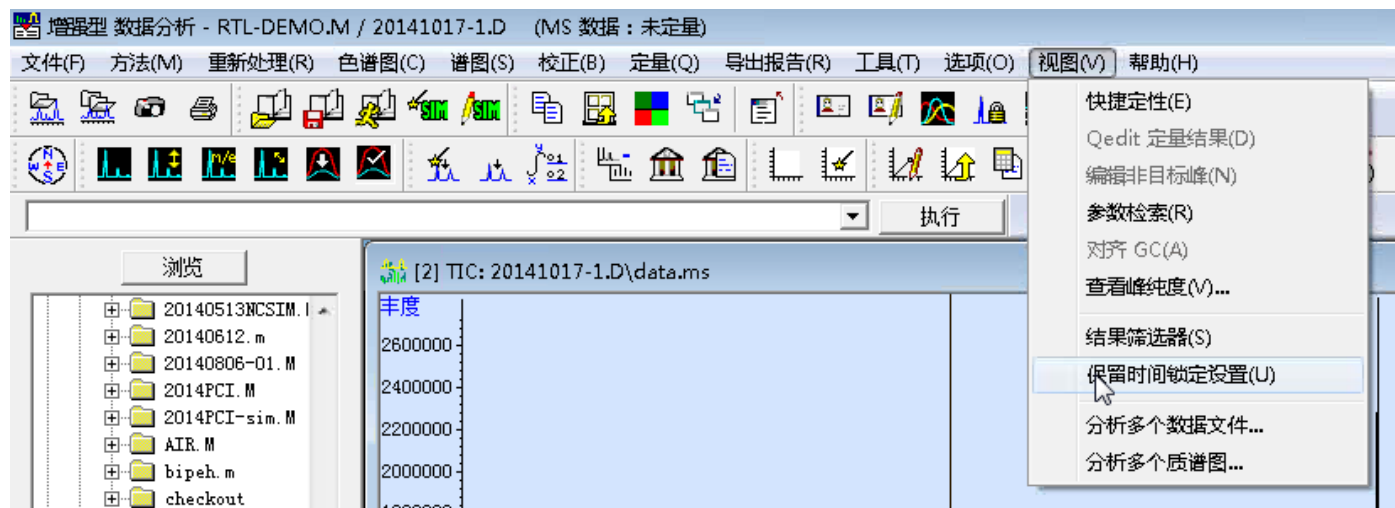 增强型 数据分析 - RTL-DEMO.M / 20141017-1.D (MS 数据：未定量)
文件(F) 方法(M) 重新处理(R) 色谱图(C) 谱图(S) 校正(B) 定量(Q) 导出报告(R) 工具(T) 选项(O) 视图(V) 帮助(H)
快捷定性(E)
Qedit 定量结果(D)
编辑非目标峰(N)
参数检索(R)
对齐 GC(A)
查看峰纯度(V)...
结果筛选器(S)
保留时间锁定设置(U)
分析多个数据文件...
分析多个质谱图...
执行
浏览
20140513NCSIM.
20140612.m
20140806-01.M
2014PCI.M
2014PCI-sim.M
AIR.M
bipeh.m
checkout
[2] TIC: 20141017-1.D\data.ms
丰度
2600000
2400000
2200000
2000000